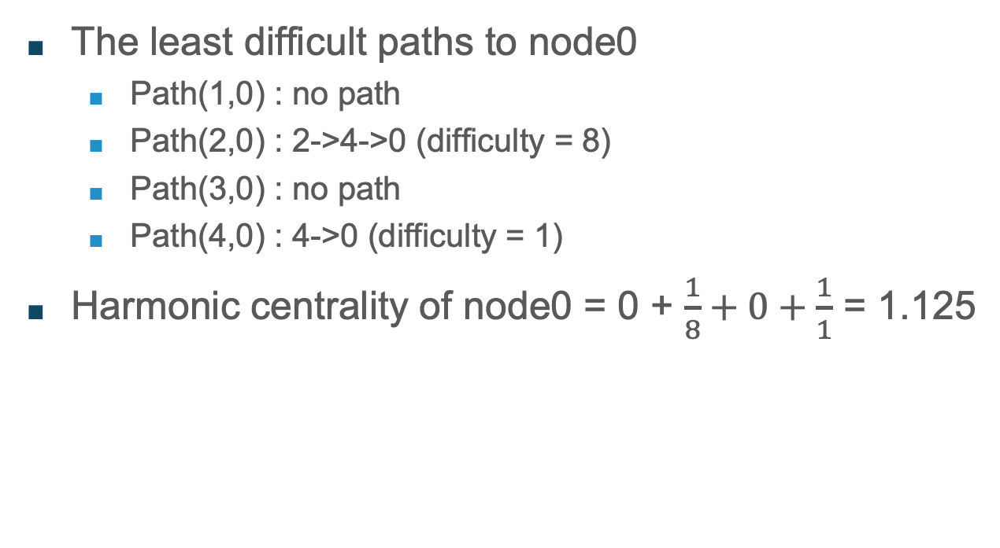 The least difficult paths to node0
Path(1,0) : no path
Path(2,0) : 2->4->0 (difficulty = 8)
Path(3,0) : no path
Path(4,0) : 4->0 (difficulty = 1)
Harmonic centrality of node0 = 0 + 1/8 + 0 + 1/1 = 1.125